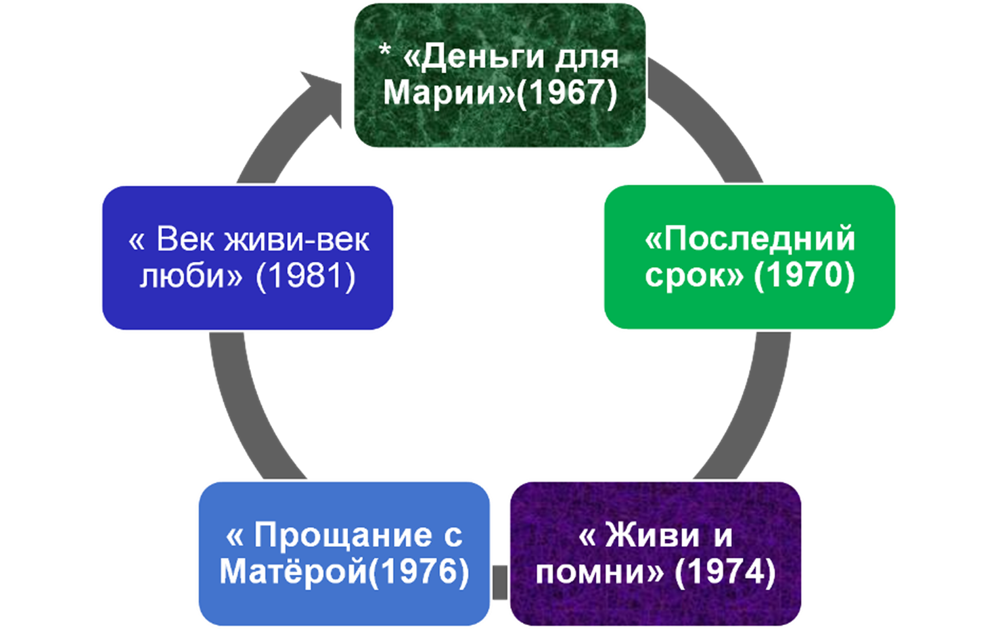 * «Деньги для
Марии»(1967)
«Последний
срок» (1970)
« Живи и
помни» (1974)
« Прощание с
Матёрой(1976)
« Век живи-век
люби» (1981)